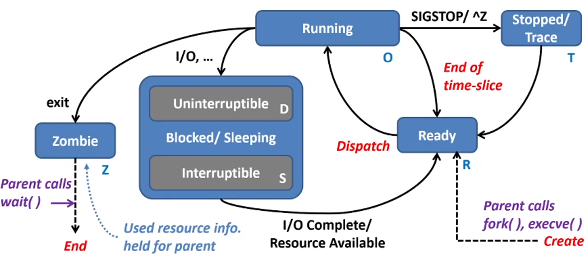 Running
SIGSTOP/ ^Z
Stopped/
Trace
O
T
I/O, ...
End of
time-slice
exit
Uninterruptible D
Blocked/ Sleeping
Interruptible S
Zombie
Z
Dispatch
Ready
R
Parent calls
wait( )
End
Used resource info.
held for parent
I/O Complete/
Resource Available
Parent calls
fork( ), execve( )
Create